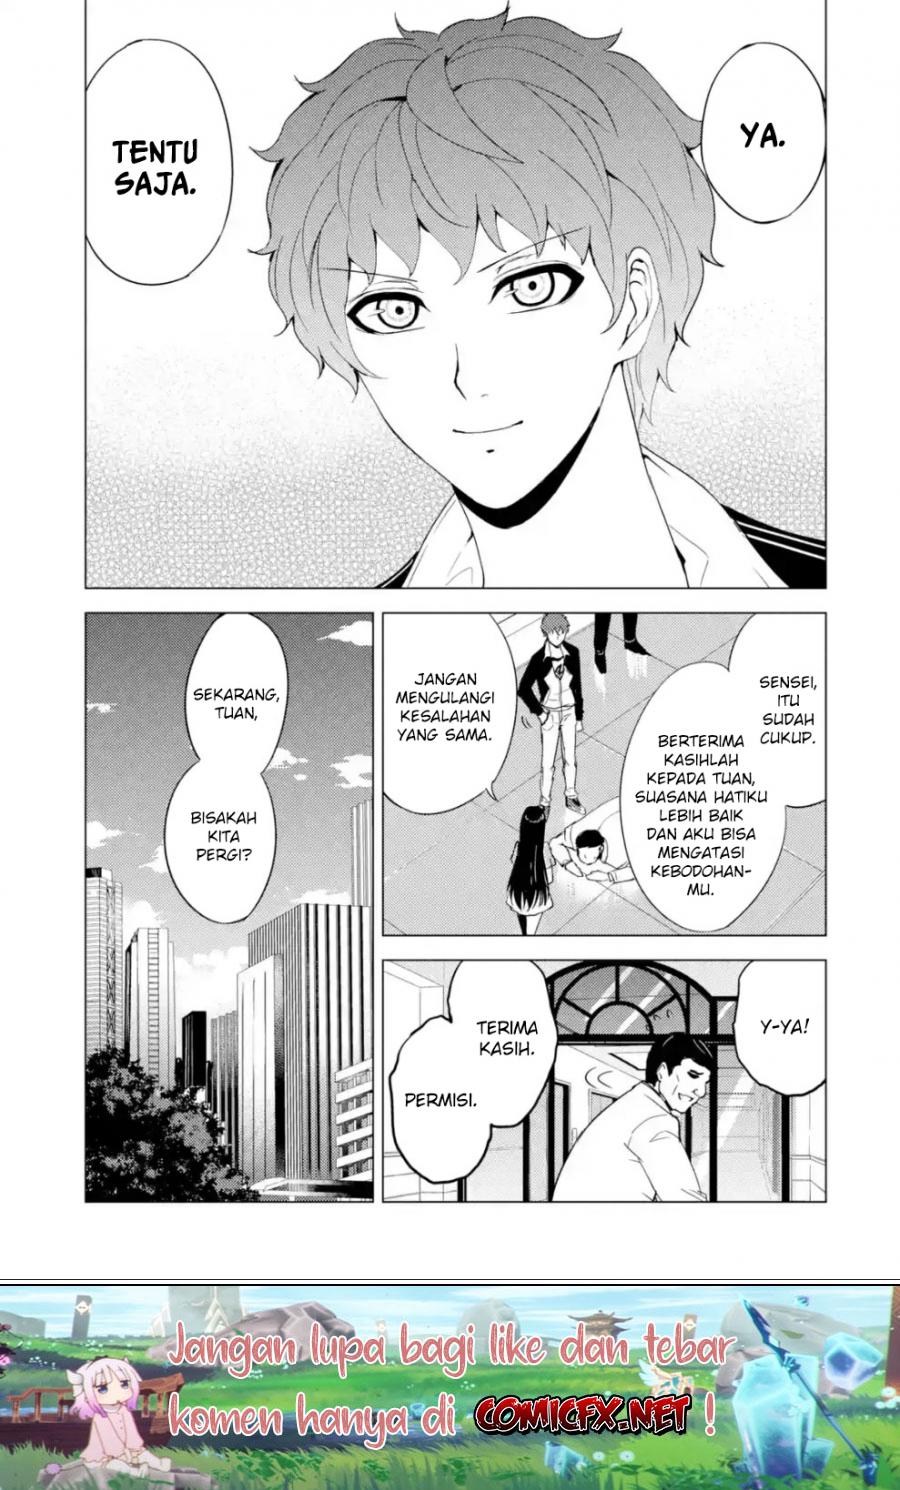 YA.
TENTU
SAJA.
SENSEI,
ITU
SUDAH
CUKUP.
BERTERIMA
KASIHLAH
KEPADA TUAN,
SUASANA HATIKU
LEBIH BAIK
DAN AKU BISA
MENGATASI
KEBODOHAN-
MU.
JANGAN
MENGULANGI
KESALAHAN
YANG SAMA.
Y-YA!
TERIMA
KASIH.
PERMISI.
SEKARANG,
TUAN,
BISAKAH
KITA
PERGI?
Jangan lupa bagi like dan tebar
komen hanya di COMICFX.NET !